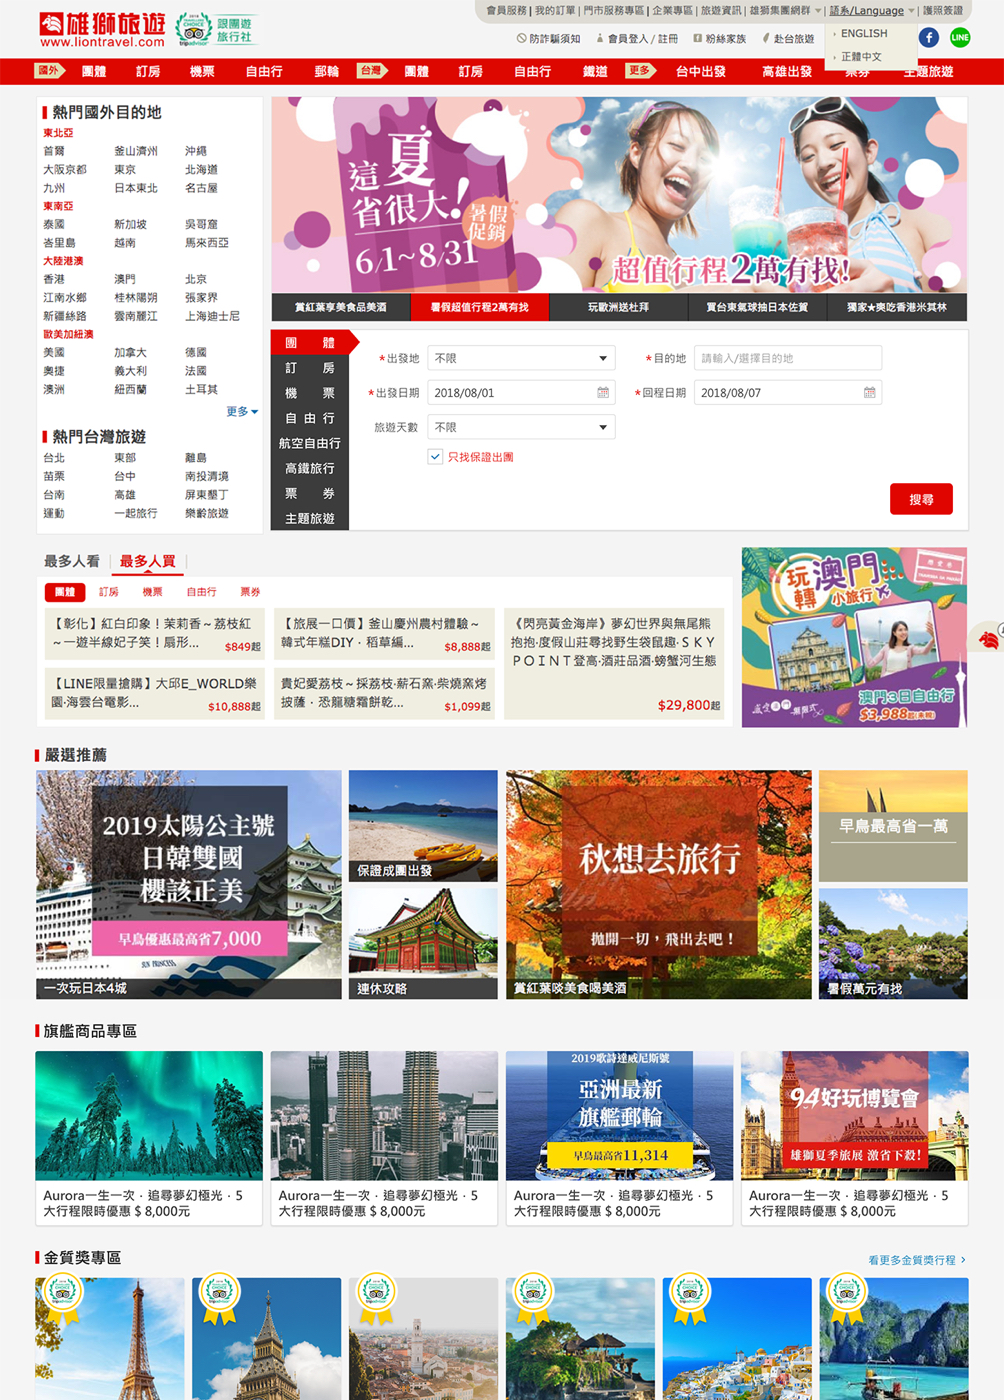 會員服務 | 我的訂單 | 門市服務專區 | 企業專區 | 旅遊資訊 | 雄獅集團網群 | 語系/Language | 護照簽證
雄獅旅遊
www.liontravel.com
tripadvisor
跟團遊
旅行社
防詐騙須知
會員登入 / 註冊
粉絲家族
赴台旅遊
ENGLISH
正體中文
LINE
國外 團體 訂房 機票 自由行 郵輪 台灣 團體 訂房 自由行 鐵道 更多 台中出發 高雄出發 票券 主題旅遊
熱門國外目的地
東北亞
首爾 釜山濟州 沖繩
大阪京都 東京 北海道
九州 日本東北 名古屋
東南亞
泰國 新加坡 吳哥窟
峇里島 越南 馬來西亞
大陸港澳
香港 澳門 北京
江南水鄉 桂林陽朔 張家界
新疆絲路 雲南麗江 上海迪士尼
歐美加紐澳
美國 加拿大 德國
奧捷 義大利 法國
澳洲 紐西蘭 土耳其
更多
熱門台灣旅遊
台北 東部 離島
苗栗 台中 南投清境
台南 高雄 屏東墾丁
運動 一起旅行 樂齡旅遊
這夏
省很大!
暑假
促銷
6/1~8/31
超值行程2萬有找!
賞紅葉享美食品美酒
暑假超值行程2萬有找
玩歐洲送杜拜
買台東氣球抽日本佐賀
獨家★爽吃香港米其林
團 體
訂 房
機 票
自 由 行
航空自由行
高鐵旅行
票 券
主題旅遊
*出發地 不限
*目的地 請輸入/選擇目的地
*出發日期 2018/08/01
*回程日期 2018/08/07
旅遊天數 不限
只找保證出團
搜尋
最多人看 最多人買
團體 訂房 機票 自由行 票券
【彰化】紅白印象！茉莉香～荔枝紅
～一遊半線妃子笑！扇形...
$849起
【旅展一口價】釜山慶州農村體驗～
韓式年糕DIY．稻草編...
$8,888起
《閃亮黃金海岸》夢幻世界與無尾熊
抱抱‧度假山莊尋找野生袋鼠趣‧ＳＫＹ
ＰＯＩＮＴ登高‧酒莊品酒‧螃蟹河生態
$29,800起
【LINE限量搶購】大邱E_WORLD樂
園‧海雲台電影...
$10,888起
貴妃愛荔枝～採荔枝‧薪石窯‧柴燒窯烤
披薩．恐龍糖霜餅乾...
$1,099起
玩轉澳門
小旅行
澳門3日自由行
$3,988起(未稅)
嚴選推薦
2019太陽公主號
日韓雙國
櫻該正美
早鳥優惠最高省7,000
SUN PRINCESS
一次玩日本4城
保證成團出發
連休攻略
秋想去旅行
拋開一切，飛出去吧！
賞紅葉啖美食喝美酒
早鳥最高省一萬
暑假萬元有找
旗艦商品專區
2019歌詩達威尼斯號
亞洲最新
旗艦郵輪
早鳥最高省11,314
94好玩博覽會
雄獅夏季旅展 激省下殺!
Aurora一生一次．追尋夢幻極光．5
大行程限時優惠 $ 8,000元
Aurora一生一次．追尋夢幻極光．5
大行程限時優惠 $ 8,000元
Aurora一生一次．追尋夢幻極光．5
大行程限時優惠 $ 8,000元
Aurora一生一次．追尋夢幻極光．5
大行程限時優惠 $ 8,000元
金質獎專區
看更多金質獎行程